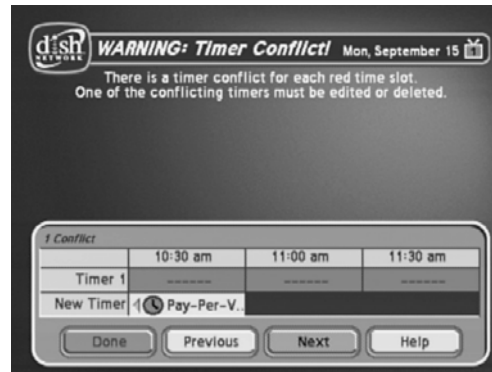 dish
NETWORK
WARNING: Timer Conflict! Mon, September 15 1
There is a timer conflict for each red time slot.
One of the conflicting timers must be edited or deleted.
1 Conflict
10:30 am 11:00 am 11:30 am
Timer 1 ------ ------ ------
New Timer Pay-Per-V..
Done Previous Next Help